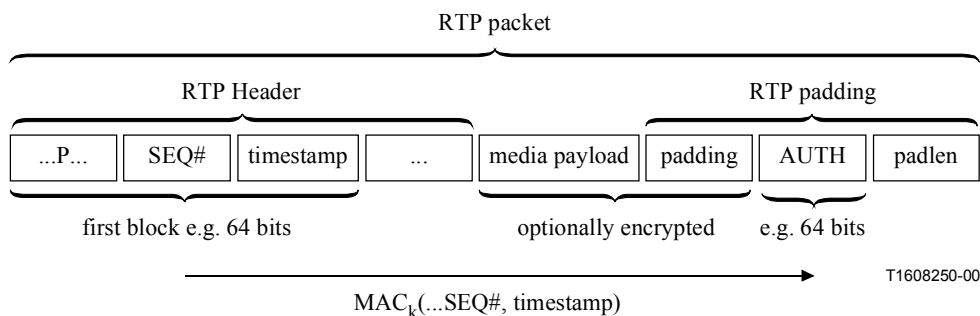 RTP packet
RTP Header
RTP padding
...P...
SEQ#
timestamp
...
media payload
padding
AUTH
padlen
first block e.g. 64 bits
optionally encrypted
e.g. 64 bits
T1608250-00
MACk(...SEQ#, timestamp)